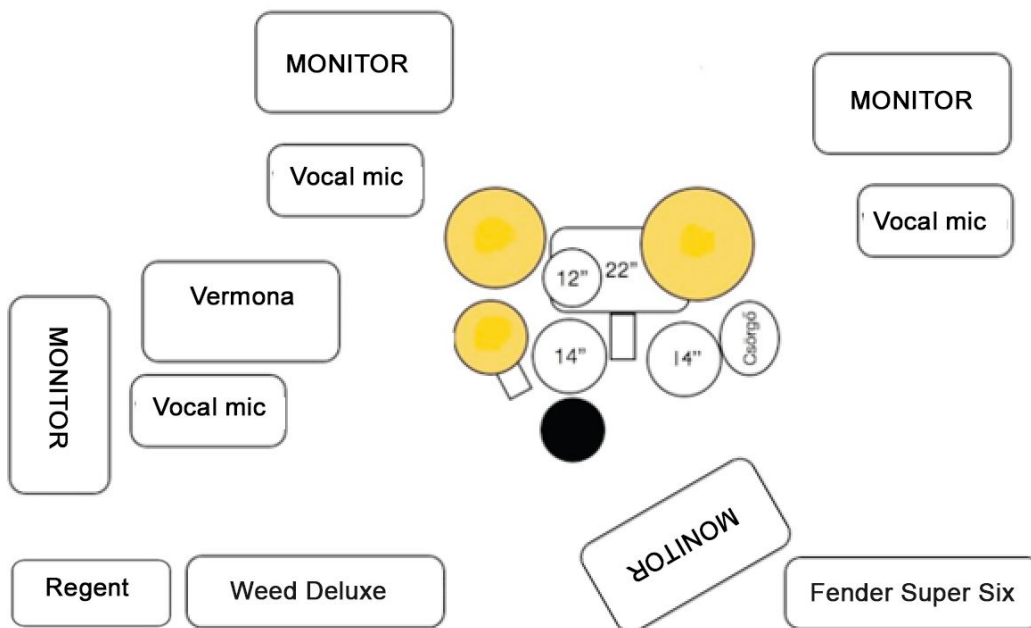 MONITOR
MONITOR
Vocal mic
Vocal mic
12”
22”
Vermona
MONITOR
14”
14”
Csörgő
Vocal mic
MONITOR
Regent
Weed Deluxe
Fender Super Six